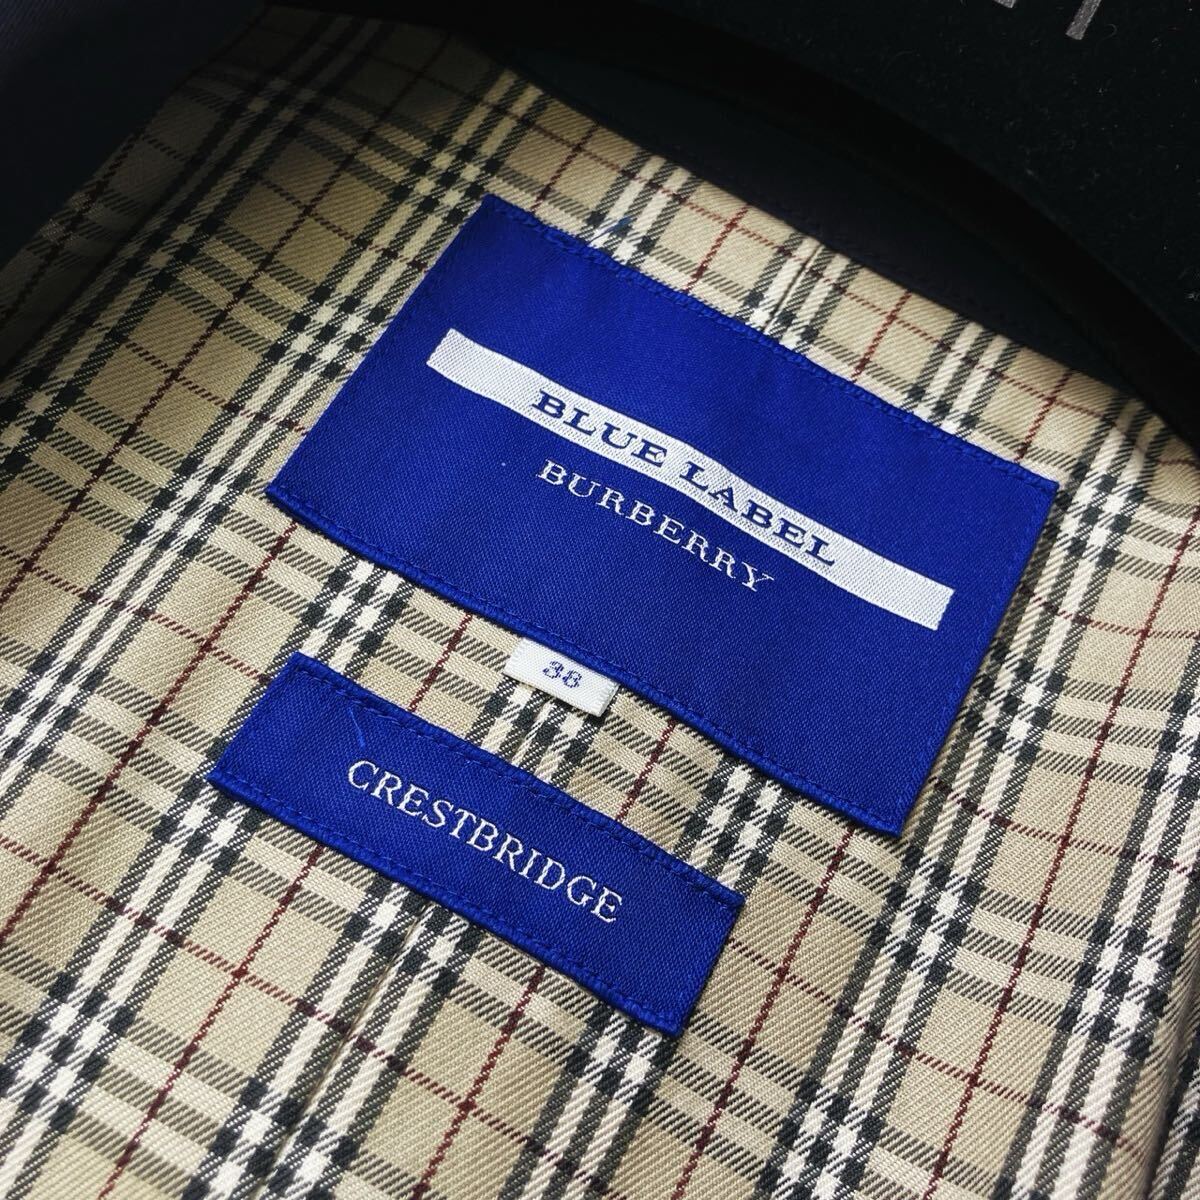 BLUE LABEL
BURBERRY
38
CRESTBRIDGE